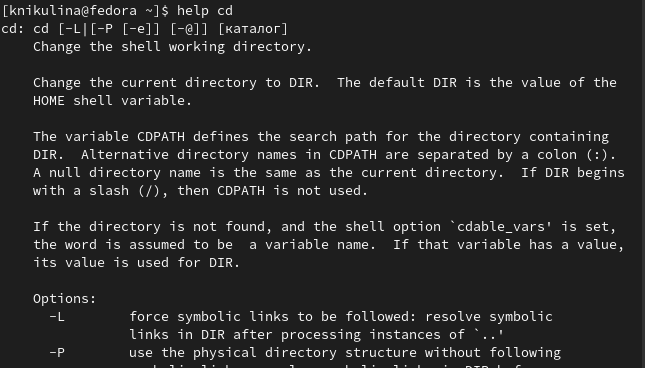 [knikulina@fedora ~]$ help cd
cd: cd [-L|[-P [-e]] [-@]] [каталог]
    Change the shell working directory.

    Change the current directory to DIR.  The default DIR is the value of the
    HOME shell variable.

    The variable CDPATH defines the search path for the directory containing
    DIR.  Alternative directory names in CDPATH are separated by a colon (:).
    A null directory name is the same as the current directory.  If DIR begins
    with a slash (/), then CDPATH is not used.

    If the directory is not found, and the shell option `cdable_vars' is set,
    the word is assumed to be  a variable name.  If that variable has a value,
    its value is used for DIR.

    Options:
      -L        force symbolic links to be followed: resolve symbolic
                links in DIR after processing instances of `..'
      -P        use the physical directory structure without following